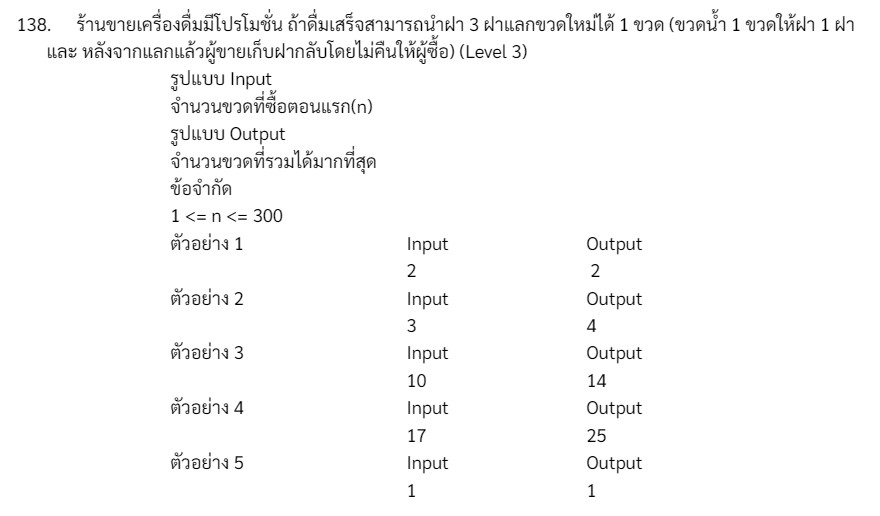 138. ร้านขายเครื่องดื่มมีโปรโมชั่น ถ้าดื่มเสร็จสามารถนำฝา 3 ฝาแลกขวดใหม่ได้ 1 ขวด (ขวดน้ำ 1 ขวดให้ฝา 1 ฝา
และ หลังจากแลกแล้วผู้ขายเก็บฝากลับโดยไม่คืนให้ผู้ซื้อ) (Level 3)
รูปแบบ Input
จำนวนขวดที่ซื้อตอนแรก(n)
รูปแบบ Output
จำนวนขวดที่รวมได้มากที่สุด
ข้อจำกัด
1 <= n <= 300
ตัวอย่าง 1 Input Output
2 2
ตัวอย่าง 2 Input Output
3 4
ตัวอย่าง 3 Input Output
10 14
ตัวอย่าง 4 Input Output
17 25
ตัวอย่าง 5 Input Output
1 1